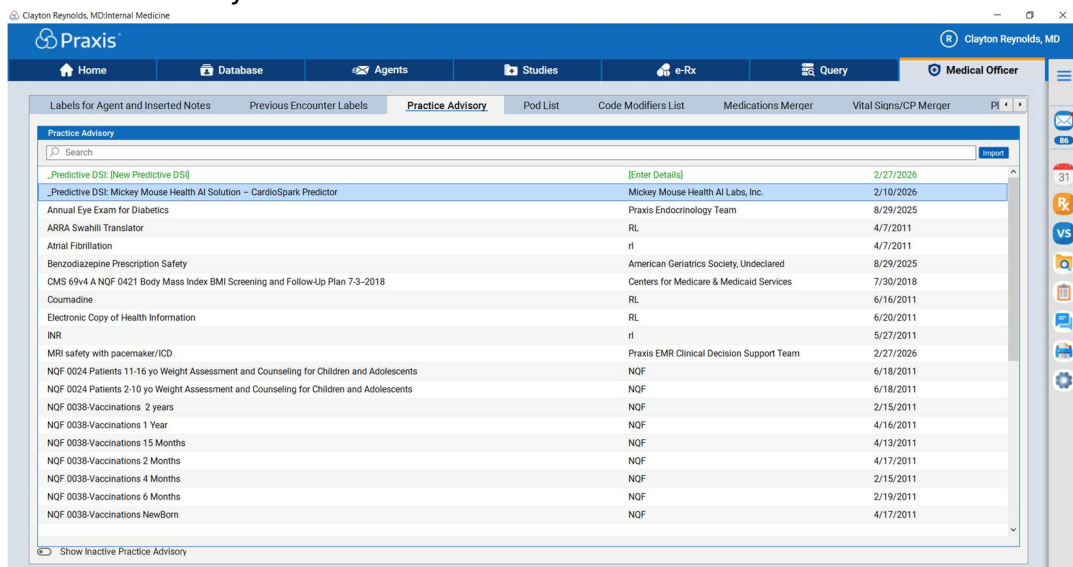 Clayton Reynolds, MD:Internal Medicine
Praxis
R Clayton Reynolds, MD
Home Database Agents Studies e-Rx Query Medical Officer
Labels for Agent and Inserted Notes Previous Encounter Labels Practice Advisory Pod List Code Modifiers List Medications Merger Vital Signs/CP Merger
Practice Advisory
Search Import
_Predictive DSI: [New Predictive DSI] [Enter Details] 2/27/2026
_Predictive DSI: Mickey Mouse Health AI Solution – CardioSpark Predictor Mickey Mouse Health AI Labs, Inc. 2/10/2026
Annual Eye Exam for Diabetics Praxis Endocrinology Team 8/29/2025
ARRA Swahili Translator RL 4/7/2011
Atrial Fibrillation rl 4/7/2011
Benzodiazepine Prescription Safety American Geriatrics Society, Undeclared 8/29/2025
CMS 69v4 A NQF 0421 Body Mass Index BMI Screening and Follow-Up Plan 7-3–2018 Centers for Medicare & Medicaid Services 7/30/2018
Coumadine RL 6/16/2011
Electronic Copy of Health Information RL 6/20/2011
INR rl 5/27/2011
MRI safety with pacemaker/ICD Praxis EMR Clinical Decision Support Team 2/27/2026
NQF 0024 Patients 11-16 yo Weight Assessment and Counseling for Children and Adolescents NQF 6/18/2011
NQF 0024 Patients 2-10 yo Weight Assessment and Counseling for Children and Adolescents NQF 6/18/2011
NQF 0038-Vaccinations 2 years NQF 2/15/2011
NQF 0038-Vaccinations 1 Year NQF 4/16/2011
NQF 0038-Vaccinations 15 Months NQF 4/13/2011
NQF 0038-Vaccinations 2 Months NQF 4/17/2011
NQF 0038-Vaccinations 4 Months NQF 2/15/2011
NQF 0038-Vaccinations 6 Months NQF 2/19/2011
NQF 0038-Vaccinations NewBorn NQF 4/17/2011
Show Inactive Practice Advisory
86
31
Rx
VS